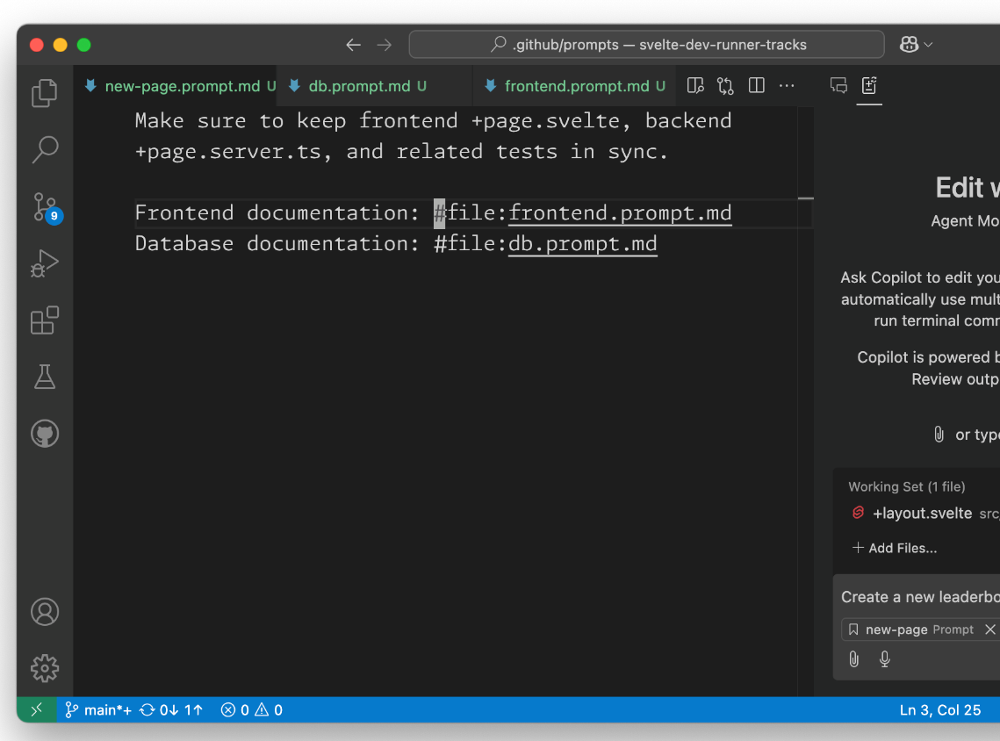 .github/prompts — svelte-dev-runner-tracks
new-page.prompt.md U
db.prompt.md U
frontend.prompt.md U
Make sure to keep frontend +page.svelte, backend
+page.server.ts, and related tests in sync.
Frontend documentation: #file:frontend.prompt.md
Database documentation: #file:db.prompt.md
9
Edit w
Agent Mo
Ask Copilot to edit you
automatically use mult
run terminal comm
Copilot is powered b
Review outp
or type
Working Set (1 file)
+layout.svelte src/
+ Add Files...
Create a new leaderbo
new-page Prompt
main*+ 0↓ 1↑ 0 0
Ln 3, Col 25